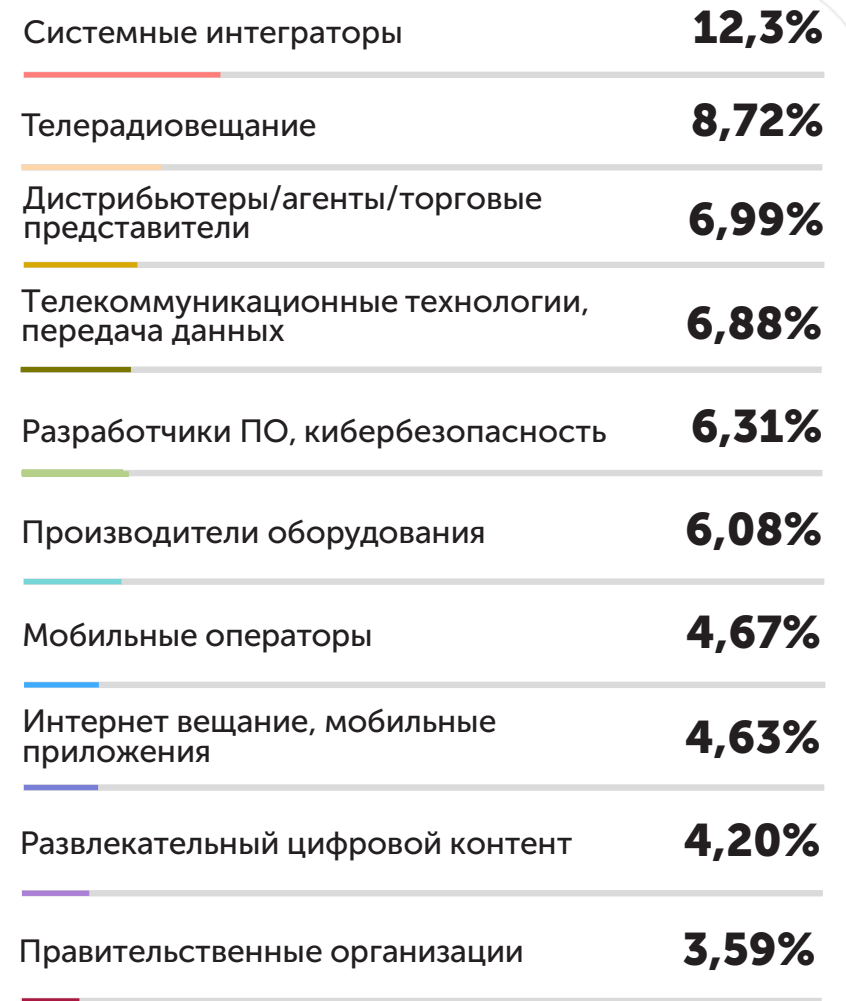 Системные интеграторы 12,3%
Телерадиовещание 8,72%
Дистрибьютеры/агенты/торговые
представители 6,99%
Телекоммуникационные технологии,
передача данных 6,88%
Разработчики ПО, кибербезопасность 6,31%
Производители оборудования 6,08%
Мобильные операторы 4,67%
Интернет вещание, мобильные
приложения 4,63%
Развлекательный цифровой контент 4,20%
Правительственные организации 3,59%